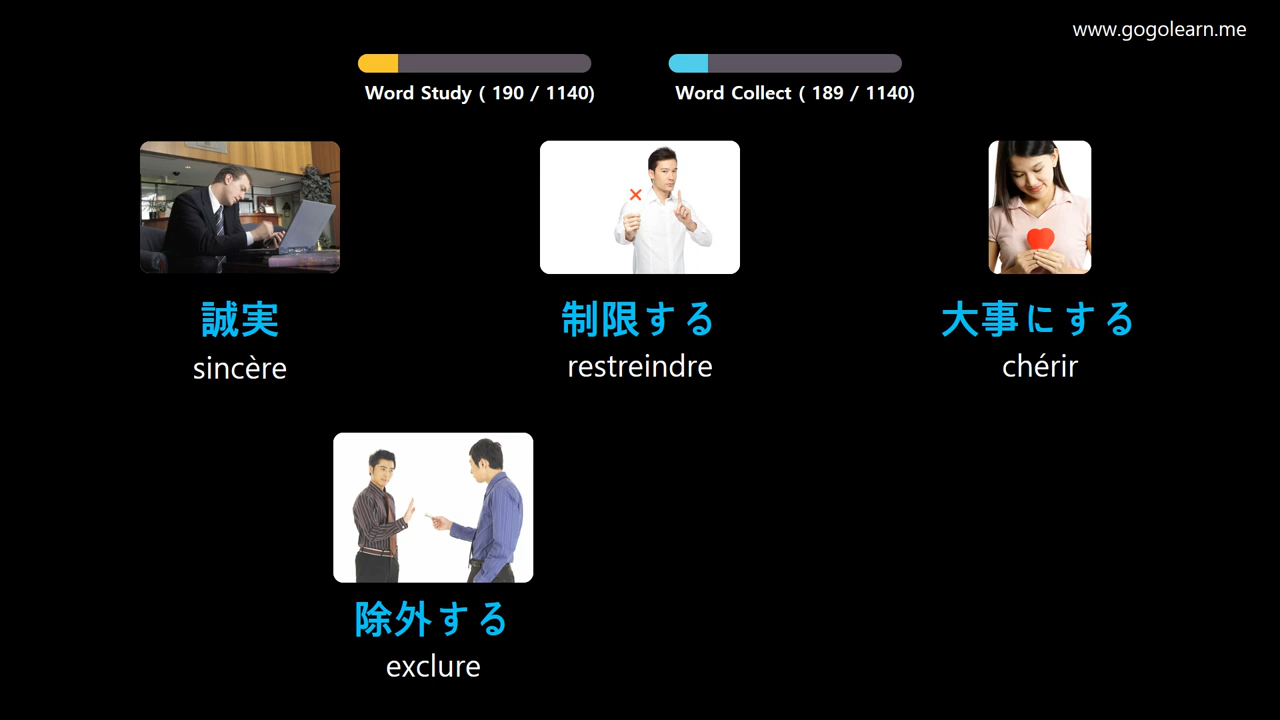 www.gogolearn.me
Word Study ( 190 / 1140)
Word Collect ( 189 / 1140)
誠実
sincère
制限する
restreindre
大事にする
chérir
除外する
exclure